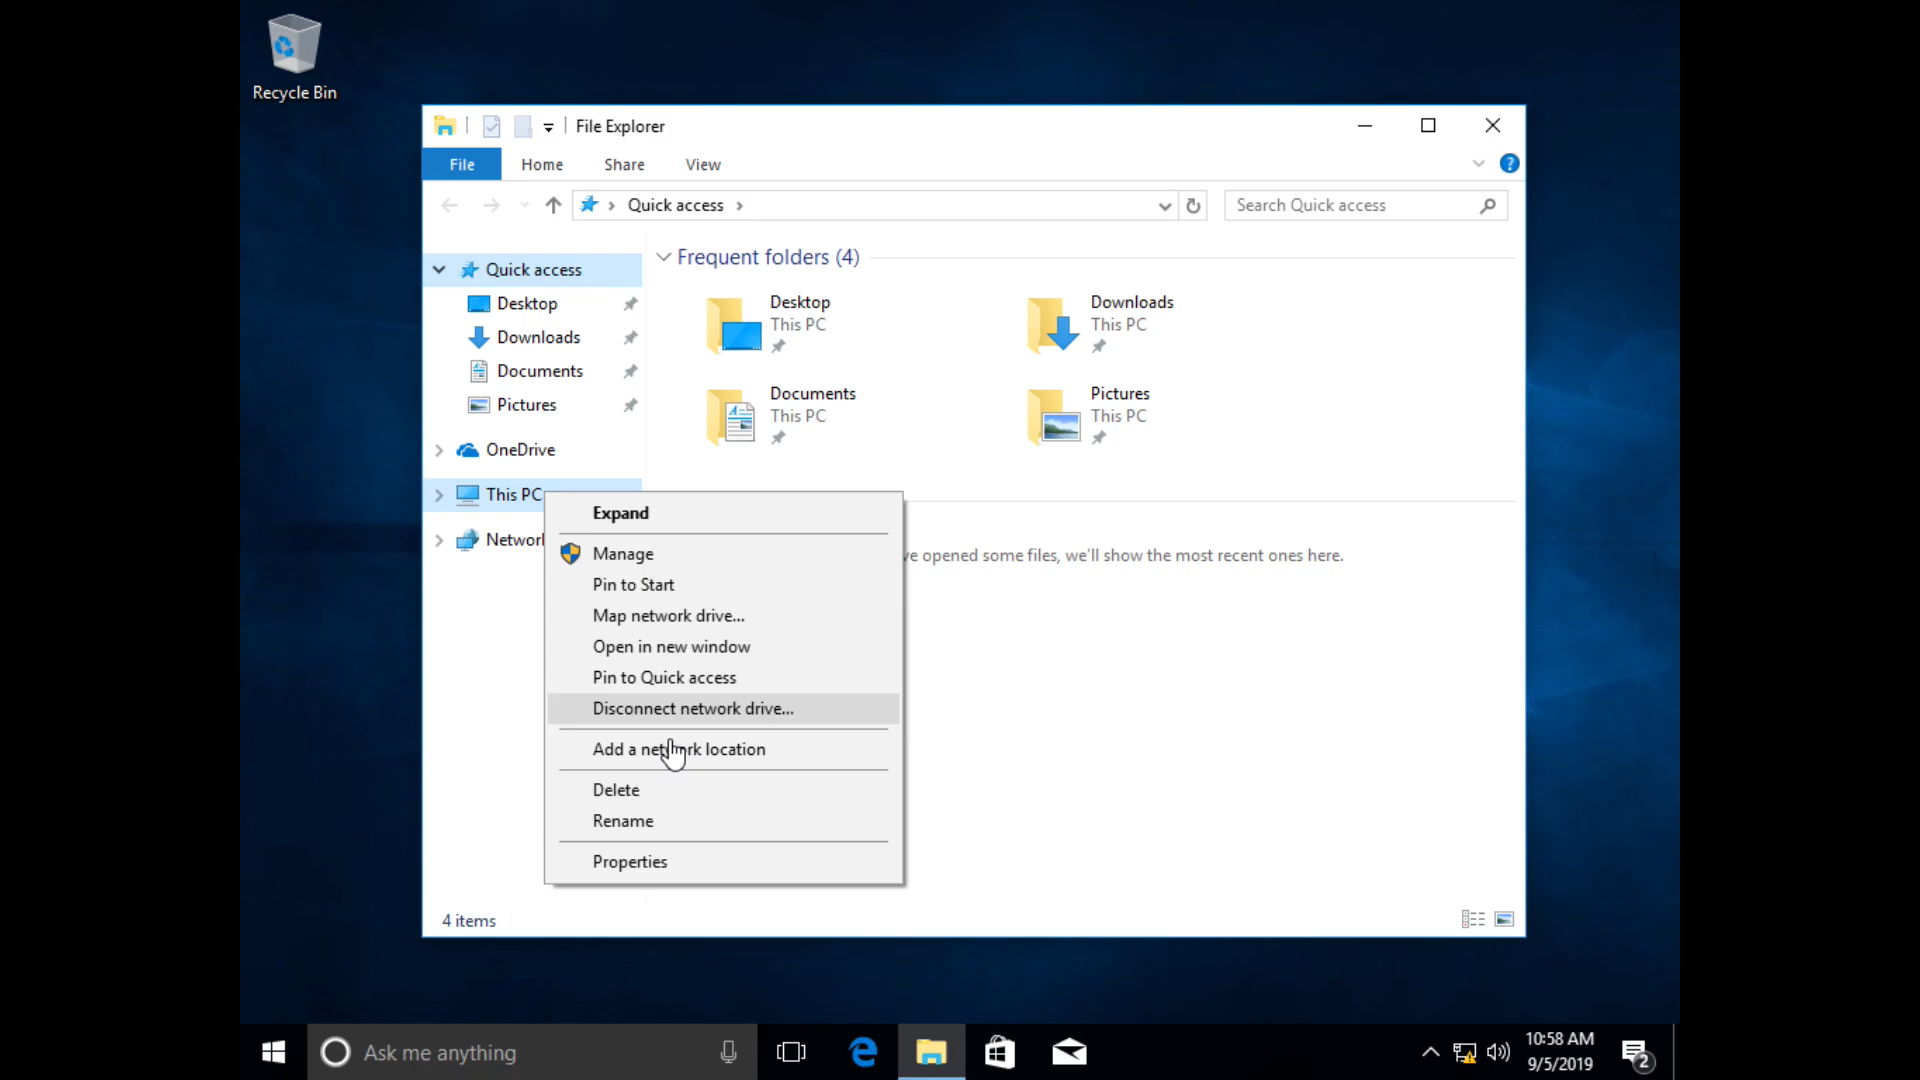 Recycle Bin
File Explorer
File Home Share View
Quick access
Search Quick access
Quick access
Desktop
Downloads
Documents
Pictures
OneDrive
This PC
Network
Frequent folders (4)
Desktop
This PC
Downloads
This PC
Documents
This PC
Pictures
This PC
opened some files, we'll show the most recent ones here.
Expand
Manage
Pin to Start
Map network drive...
Open in new window
Pin to Quick access
Disconnect network drive...
Add a network location
Delete
Rename
Properties
4 items
Ask me anything
10:58 AM
9/5/2019
2